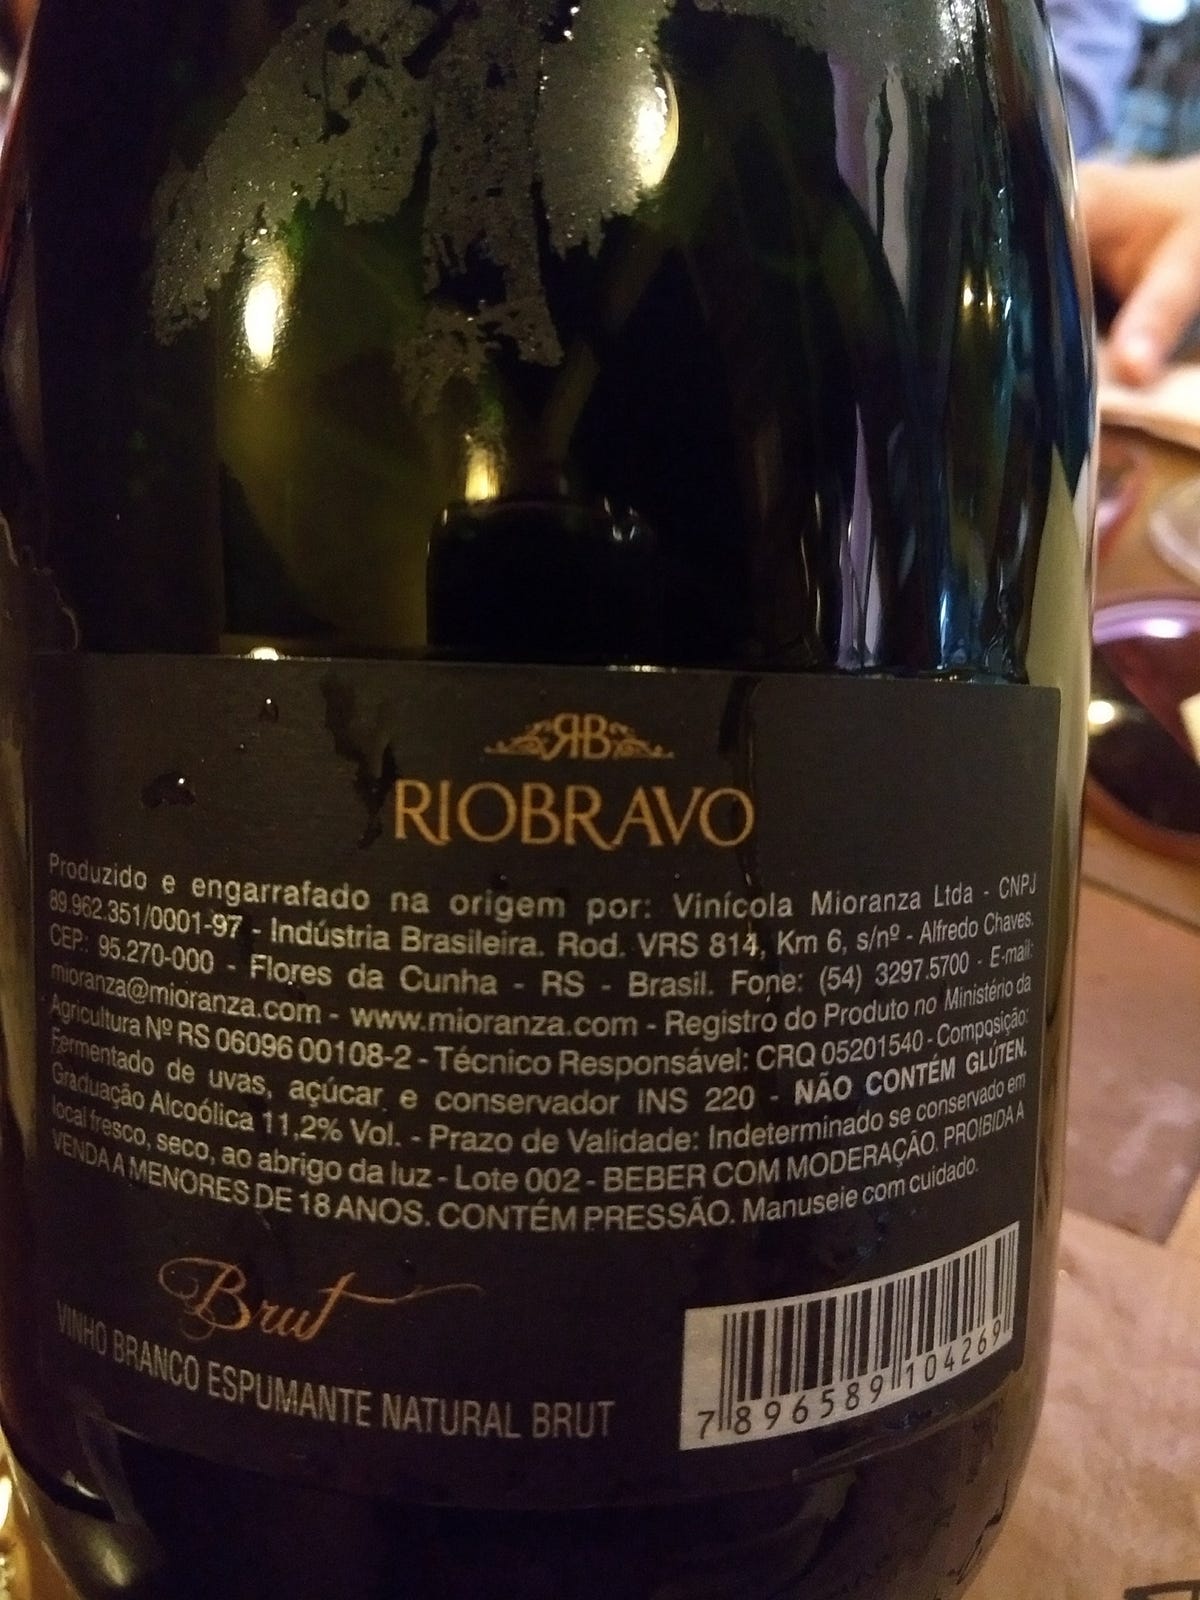 RB
RIOBRAVO
Produzido e engarrafado na origem por: Vinícola Mioranza Ltda - CNPJ
89.962.351/0001-97 - Indústria Brasileira. Rod. VRS 814, Km 6, s/nº - Alfredo Chaves.
CEP: 95.270-000 - Flores da Cunha - RS - Brasil. Fone: (54) 3297.5700 - E-mail:
mioranza@mioranza.com - www.mioranza.com - Registro do Produto no Ministério da
Agricultura Nº RS 06096 00108-2 - Técnico Responsável: CRQ 05201540 - Composição:
Fermentado de uvas, açúcar e conservador INS 220 - NÃO CONTÉM GLÚTEN.
Graduação Alcoólica 11,2% Vol. - Prazo de Validade: Indeterminado se conservado em
local fresco, seco, ao abrigo da luz - Lote 002 - BEBER COM MODERAÇÃO. PROIBIDA A
VENDA A MENORES DE 18 ANOS. CONTÉM PRESSÃO. Manuseie com cuidado.
Brut
VINHO BRANCO ESPUMANTE NATURAL BRUT
7 896589 104269